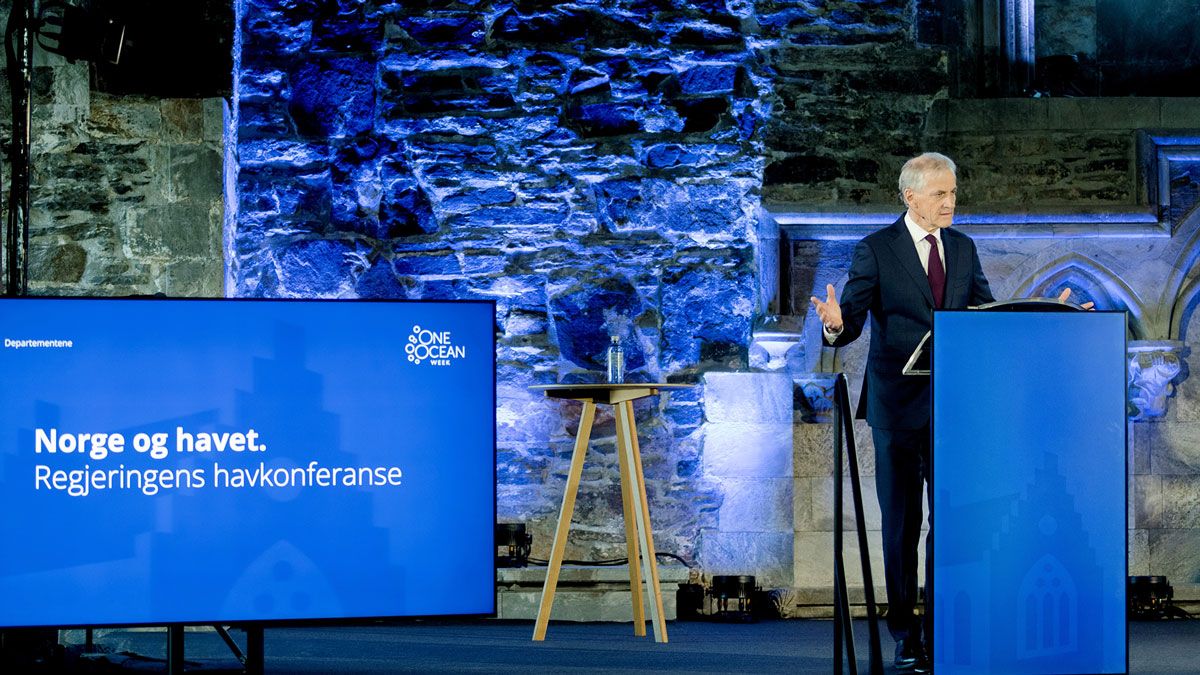 Departementene
ONE
OCEAN
WEEK
Norge og havet.
Regjeringens havkonferanse